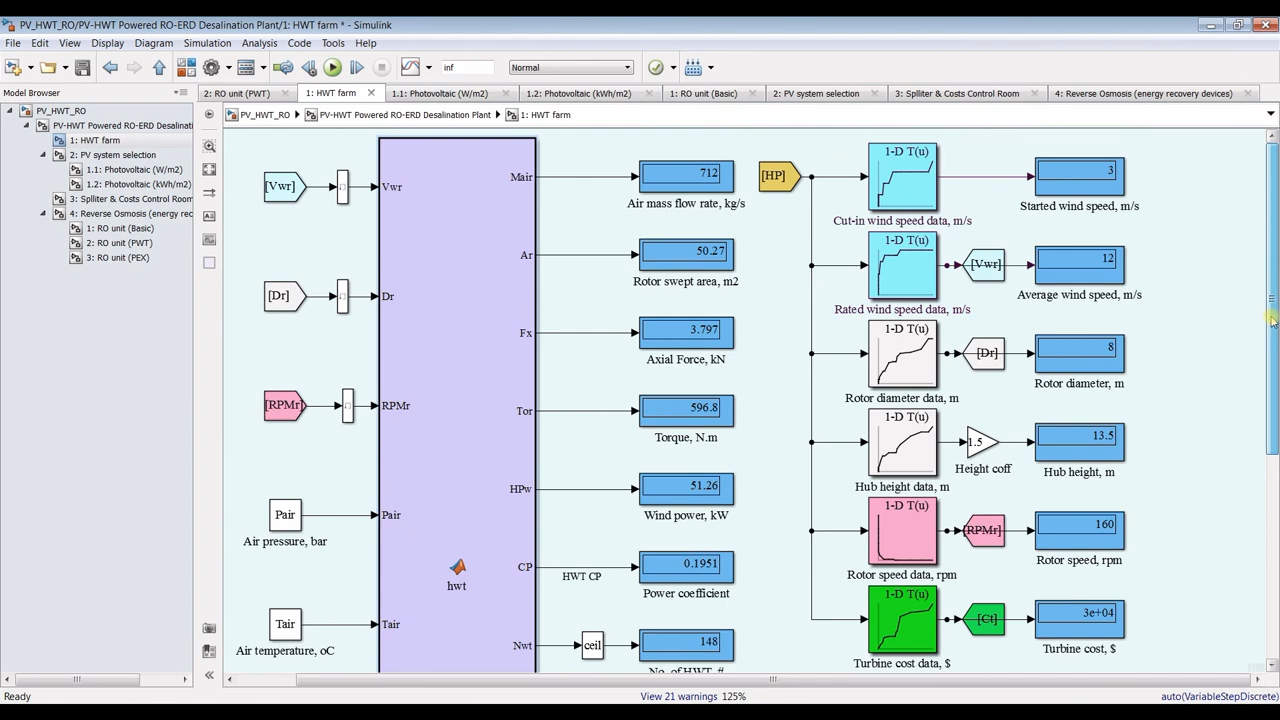 PV_HWT_RO/PV-HWT Powered RO-ERD Desalination Plant/1: HWT farm * - Simulink
File Edit View Display Diagram Simulation Analysis Code Tools Help
inf Normal
Model Browser
2: RO unit (PWT) 1: HWT farm 1.1: Photovoltaic (W/m2) 1.2: Photovoltaic (kWh/m2) 1: RO unit (Basic) 2: PV system selection 3: Spliiter & Costs Control Room 4: Reverse Osmosis (energy recovery devices)
PV_HWT_RO PV-HWT Powered RO-ERD Desalination Plant 1: HWT farm
PV_HWT_RO
PV-HWT Powered RO-ERD Desalinati
1: HWT farm
2: PV system selection
1.1: Photovoltaic (W/m2)
1.2: Photovoltaic (kWh/m2)
3: Spliiter & Costs Control Room
4: Reverse Osmosis (energy rec
1: RO unit (Basic)
2: RO unit (PWT)
3: RO unit (PEX)
[Vwr]
Vwr
[Dr]
Dr
[RPMr]
RPMr
Pair
Pair
Air pressure, bar
Tair
Tair
Air temperature, oC
hwt
Mair
712
Air mass flow rate, kg/s
Ar
50.27
Rotor swept area, m2
Fx
3.797
Axial Force, kN
Tor
596.8
Torque, N.m
HPw
51.26
Wind power, kW
CP
HWT CP
0.1951
Power coefficient
Nwt
ceil
148
No. of HWT, #
[HP]
1-D T(u)
3
Cut-in wind speed data, m/s
Started wind speed, m/s
1-D T(u)
[Vwr]
12
Rated wind speed data, m/s
Average wind speed, m/s
1-D T(u)
[Dr]
8
Rotor diameter data, m
Rotor diameter, m
1-D T(u)
1.5
13.5
Height coff
Hub height data, m
Hub height, m
1-D T(u)
[RPMr]
160
Rotor speed data, rpm
Rotor speed, rpm
1-D T(u)
[Ct]
3e+04
Turbine cost data, $
Turbine cost, $
Ready View 21 warnings 125% auto(VariableStepDiscrete)